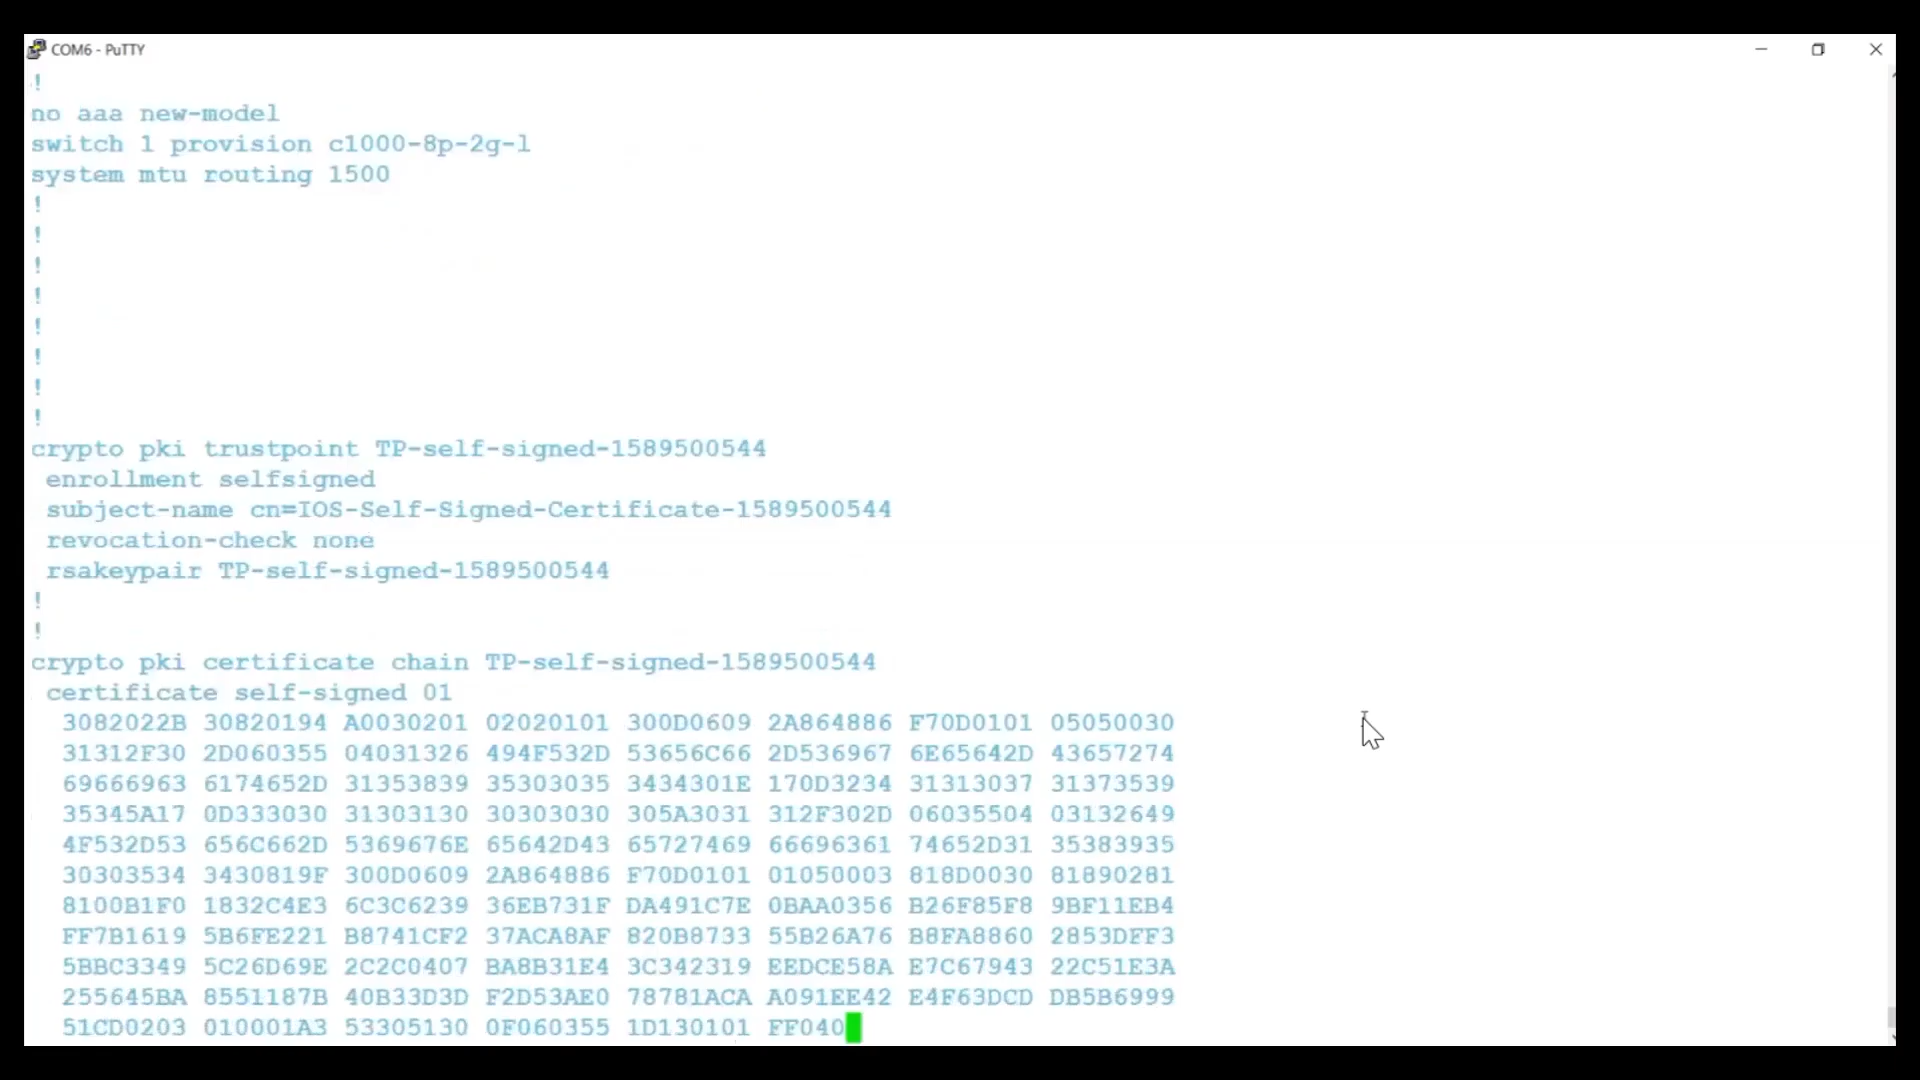 COM6 - PuTTY
!
no aaa new-model
switch 1 provision c1000-8p-2g-l
system mtu routing 1500
!
!
!
!
!
!
!
!
crypto pki trustpoint TP-self-signed-1589500544
 enrollment selfsigned
 subject-name cn=IOS-Self-Signed-Certificate-1589500544
 revocation-check none
 rsakeypair TP-self-signed-1589500544
!
!
crypto pki certificate chain TP-self-signed-1589500544
 certificate self-signed 01
  3082022B 30820194 A0030201 02020101 300D0609 2A864886 F70D0101 05050030
  31312F30 2D060355 04031326 494F532D 53656C66 2D536967 6E65642D 43657274
  69666963 6174652D 31353839 35303035 3434301E 170D3234 31313037 31373539
  35345A17 0D333030 31303130 30303030 305A3031 312F302D 06035504 03132649
  4F532D53 656C662D 5369676E 65642D43 65727469 66696361 74652D31 35383935
  30303534 3430819F 300D0609 2A864886 F70D0101 01050003 818D0030 81890281
  8100B1F0 1832C4E3 6C3C6239 36EB731F DA491C7E 0BAA0356 B26F85F8 9BF11EB4
  FF7B1619 5B6FE221 B8741CF2 37ACA8AF 820B8733 55B26A76 B8FA8860 2853DFF3
  5BBC3349 5C26D69E 2C2C0407 BA8B31E4 3C342319 EEDCE58A E7C67943 22C51E3A
  255645BA 8551187B 40B33D3D F2D53AE0 78781ACA A091EE42 E4F63DCD DB5B6999
  51CD0203 010001A3 53305130 0F060355 1D130101 FF040